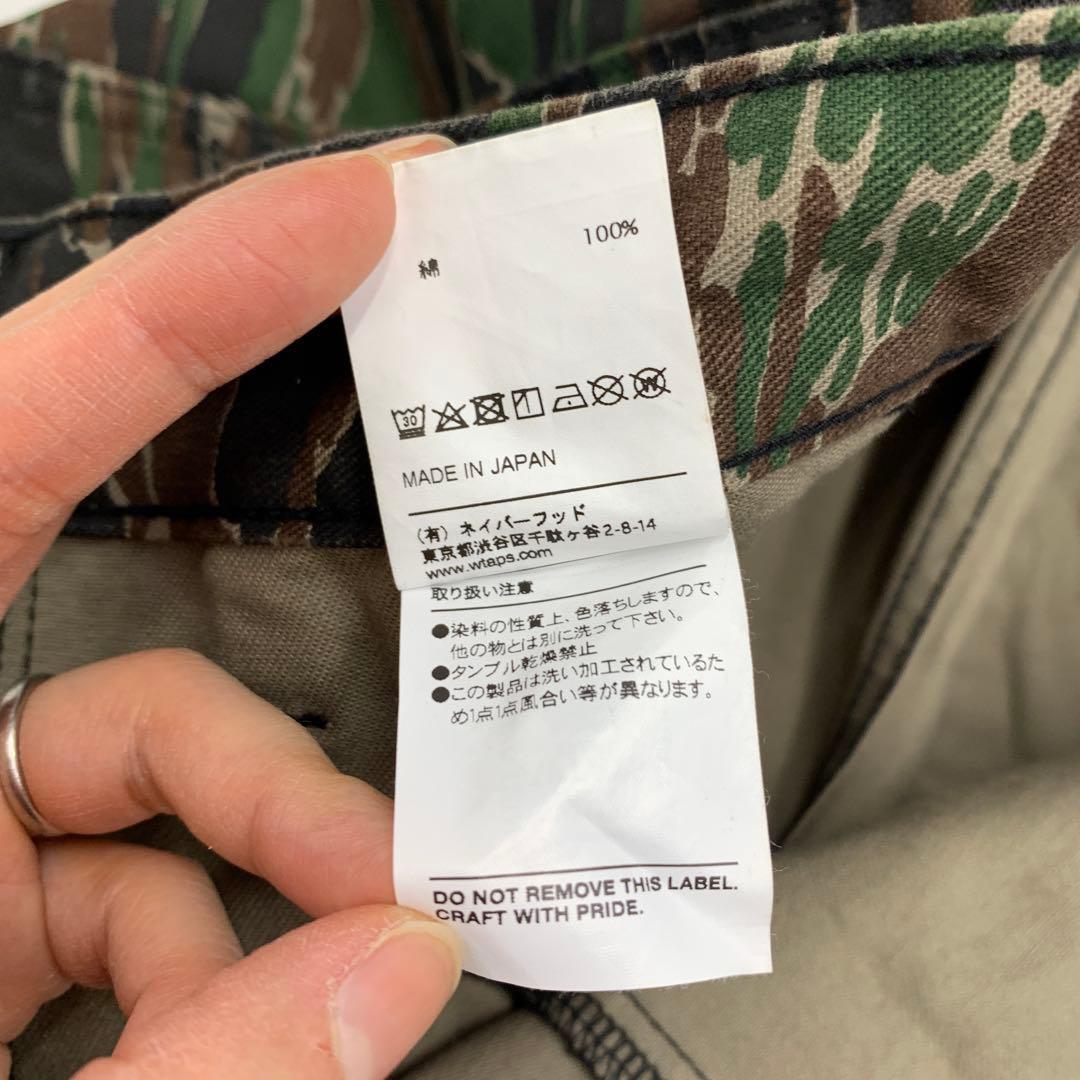 綿 100%
30
W
MADE IN JAPAN
(有) ネイバーフッド
東京都渋谷区千駄ヶ谷2-8-14
www.wtaps.com
取り扱い注意
●染料の性質上、色落ちしますので、
他の物とは別に洗って下さい。
●タンブル乾燥禁止
●この製品は洗い加工されているた
め1点1点風合い等が異なります。
DO NOT REMOVE THIS LABEL.
CRAFT WITH PRIDE.